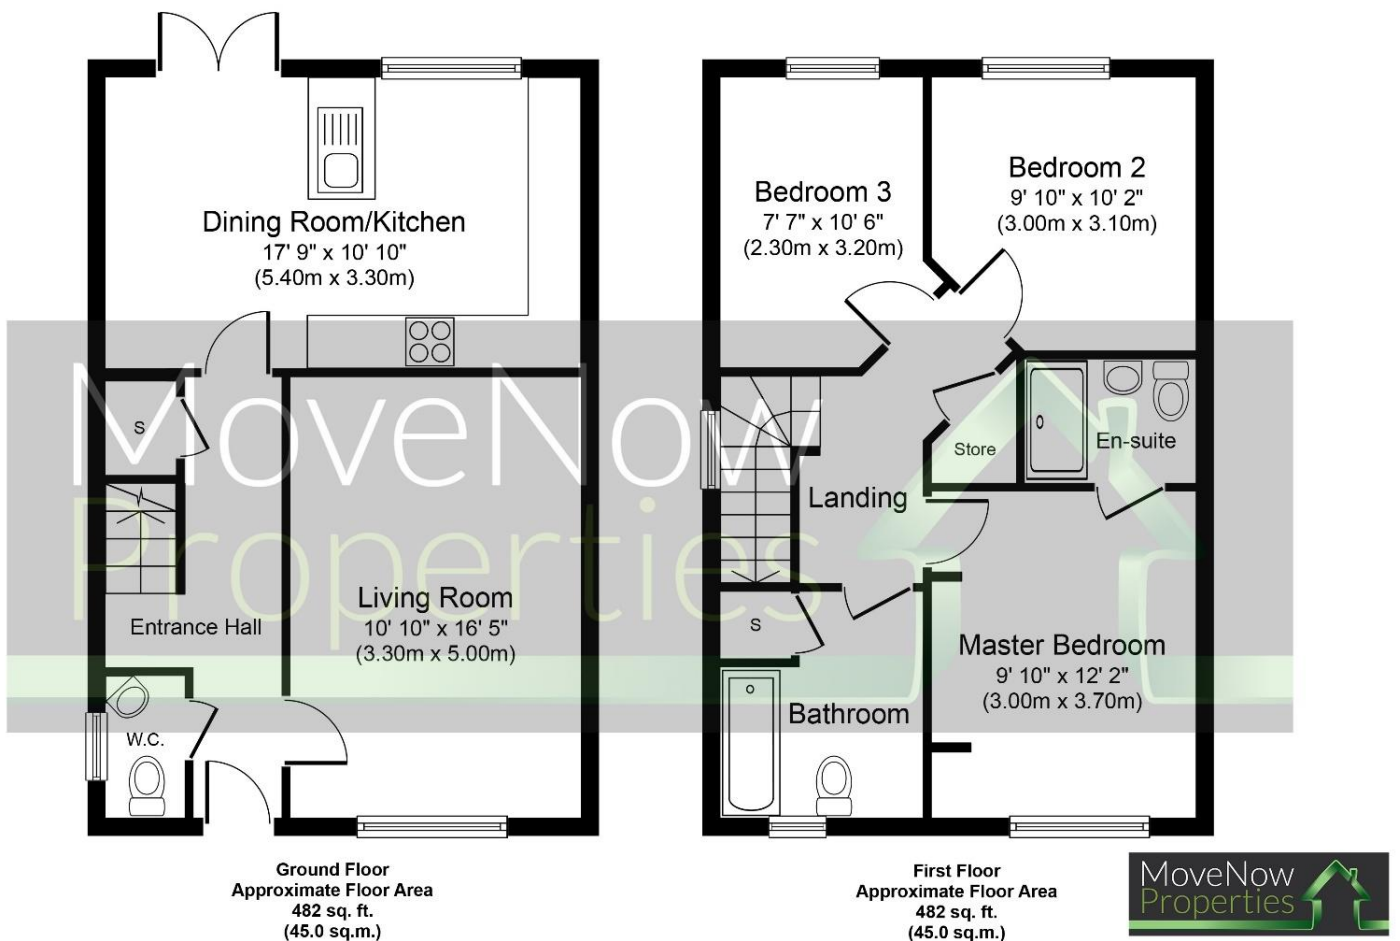 Dining Room/Kitchen
17' 9" x 10' 10"
(5.40m x 3.30m)
S
Entrance Hall
Living Room
10' 10" x 16' 5"
(3.30m x 5.00m)
W.C.
Ground Floor
Approximate Floor Area
482 sq. ft.
(45.0 sq.m.)
Bedroom 3
7' 7" x 10' 6"
(2.30m x 3.20m)
Bedroom 2
9' 10" x 10' 2"
(3.00m x 3.10m)
Store
En-suite
Landing
S
Master Bedroom
9' 10" x 12' 2"
(3.00m x 3.70m)
Bathroom
First Floor
Approximate Floor Area
482 sq. ft.
(45.0 sq.m.)
MoveNow
Properties
MoveNow
Properties